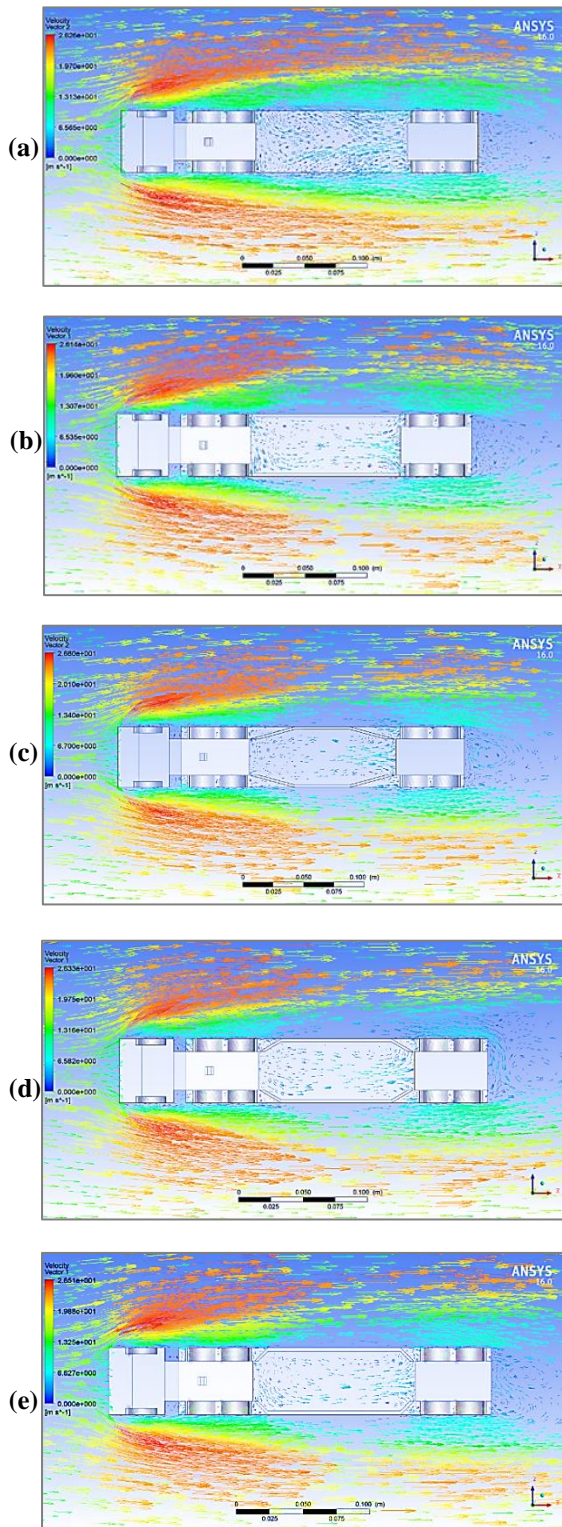 (a)
Velocity
Vector 2
2.626e+001
1.970e+001
1.313e+001
6.565e+000
0.000e+000
[m s^-1]
ANSYS
16.0
0 0.050 0.100 (m)
0.025 0.075
(b)
Velocity
Vector 1
2.614e+001
1.960e+001
1.307e+001
6.535e+000
0.000e+000
[m s^-1]
ANSYS
16.0
0 0.050 0.100 (m)
0.025 0.075
(c)
Velocity
Vector 2
2.680e+001
2.010e+001
1.340e+001
6.700e+000
0.000e+000
[m s^-1]
ANSYS
16.0
0 0.050 0.100 (m)
0.025 0.075
(d)
Velocity
Vector 1
2.633e+001
1.975e+001
1.316e+001
6.582e+000
0.000e+000
[m s^-1]
ANSYS
16.0
0 0.050 0.100 (m)
0.025 0.075
(e)
Velocity
Vector 1
2.651e+001
1.988e+001
1.325e+001
6.627e+000
0.000e+000
[m s^-1]
ANSYS
16.0
0 0.050 0.100 (m)
0.025 0.075